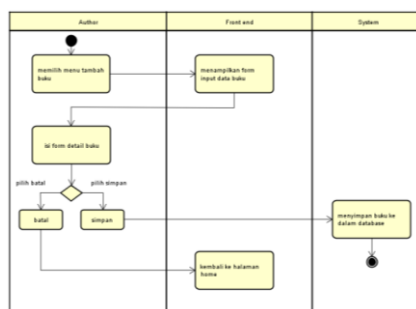 Author
Front end
System
memilih menu tambah
buku
menampilkan form
input data buku
isi form detail buku
pilih batal
pilih simpan
batal
simpan
menyimpan buku ke
dalam database
kembali ke halaman
home